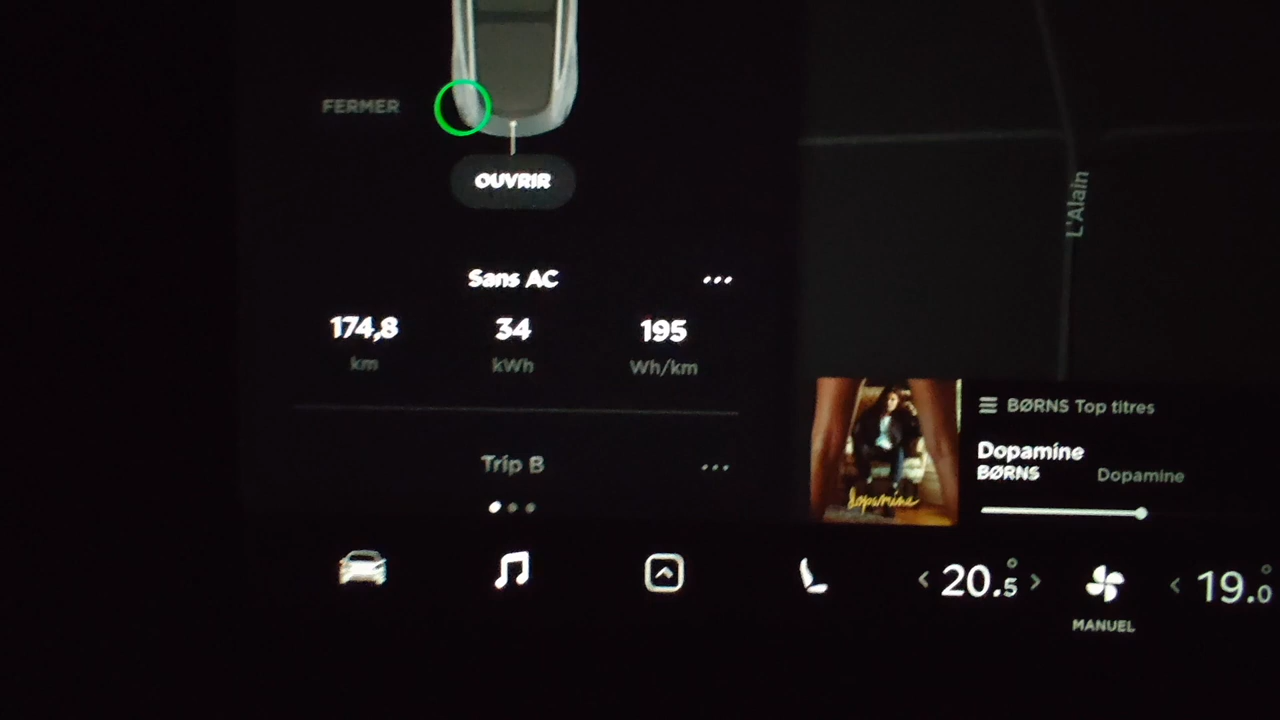 FERMER
OUVRIR
L'Alain
Sans AC
174,8 34 195
km kWh Wh/km
Trip B
BØRNS Top titres
Dopamine
BØRNS Dopamine
dopamine
20.5° 19.0°
MANUEL